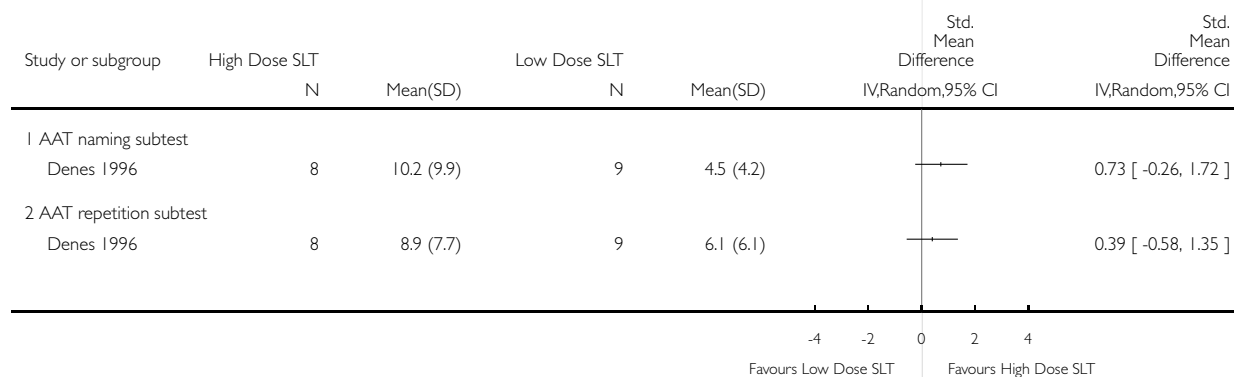 Std. Mean Difference Std. Mean Difference
Study or subgroup High Dose SLT Low Dose SLT
N Mean(SD) N Mean(SD) IV,Random,95% CI IV,Random,95% CI
1 AAT naming subtest
Denes 1996 8 10.2 (9.9) 9 4.5 (4.2) 0.73 [ -0.26, 1.72 ]
2 AAT repetition subtest
Denes 1996 8 8.9 (7.7) 9 6.1 (6.1) 0.39 [ -0.58, 1.35 ]
-4 -2 0 2 4
Favours Low Dose SLT Favours High Dose SLT